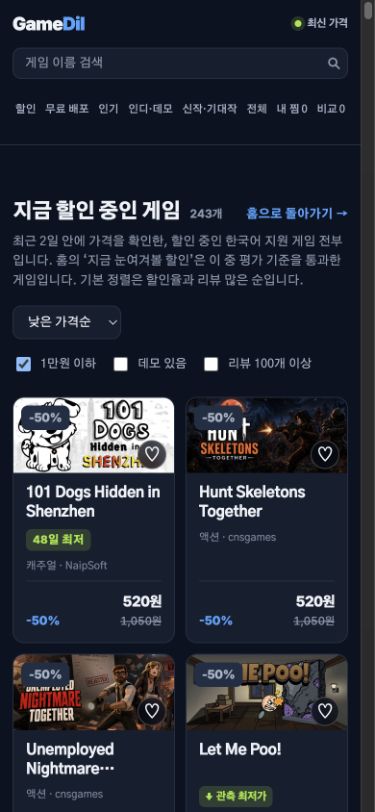 GameDil
최신 가격
게임 이름 검색
할인 무료 배포 인기 인디·데모 신작·기대작 전체 내 찜 0 비교 0
지금 할인 중인 게임 243개 홈으로 돌아가기 →
최근 2일 안에 가격을 확인한, 할인 중인 한국어 지원 게임 전부
입니다. 홈의 ‘지금 눈여겨볼 할인’은 이 중 평가 기준을 통과한
게임입니다. 기본 정렬은 할인율과 리뷰 많은 순입니다.
낮은 가격순
1만원 이하 데모 있음 리뷰 100개 이상
-50%
101
DOGS
Hidden in
SHENZH
101 Dogs Hidden in
Shenzhen
48일 최저
캐주얼 · NaipSoft
520원
-50% 1,050원
-50%
HUNT
SKELETONS
TOGETHER
Hunt Skeletons
Together
액션 · cnsgames
520원
-50% 1,050원
-50%
UNEMPLOYED
NIGHTMARE
TOGETHER
Unemployed
Nightmare…
액션 · cnsgames
-50%
ME POO!
Let Me Poo!
↓ 관측 최저가